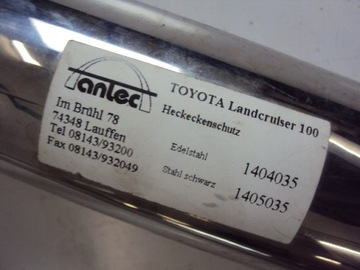 antec
Im Brühl 78
74348 Lauffen
Tel 08143/93200
Fax 08143/932049
TOYOTA Landcruiser 100
Heckeckenschutz
Edelstahl 1404035
Stahl schwarz 1405035